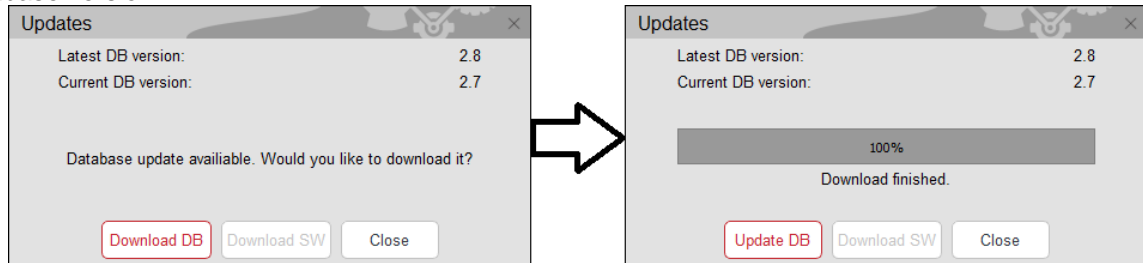 Updates
Latest DB version: 2.8
Current DB version: 2.7
Database update availiable. Would you like to download it?
Download DB Download SW Close
Updates
Latest DB version: 2.8
Current DB version: 2.7
100%
Download finished.
Update DB Download SW Close